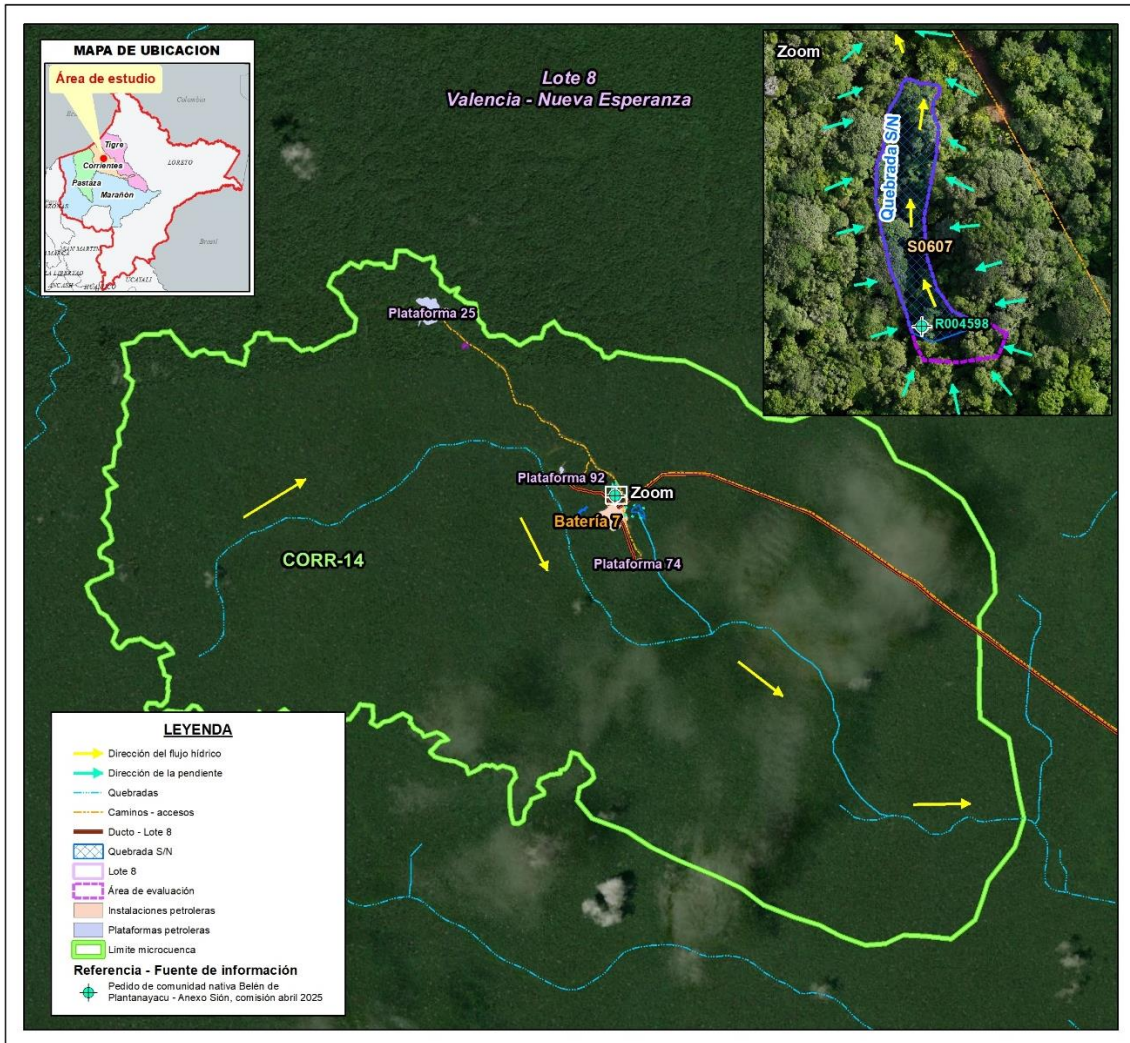 MAPA DE UBICACION
Área de estudio
Colombia
Tigre
LORETO
Corrientes
Pastaza
Marañón
Brasil
SAN MARTIN
LA LIBERTAD
ANCASH
UCAYALI
Lote 8
Valencia - Nueva Esperanza
Zoom
Quebrada S/N
S0607
R004598
Plataforma 25
Plataforma 92
Zoom
Batería 7
Plataforma 74
CORR-14
LEYENDA
Dirección del flujo hídrico
Dirección de la pendiente
Quebradas
Caminos - accesos
Ducto - Lote 8
Quebrada S/N
Lote 8
Área de evaluación
Instalaciones petroleras
Plataformas petroleras
Límite microcuenca
Referencia - Fuente de información
Pedido de comunidad nativa Belén de
Plantanayacu - Anexo Sión, comisión abril 2025